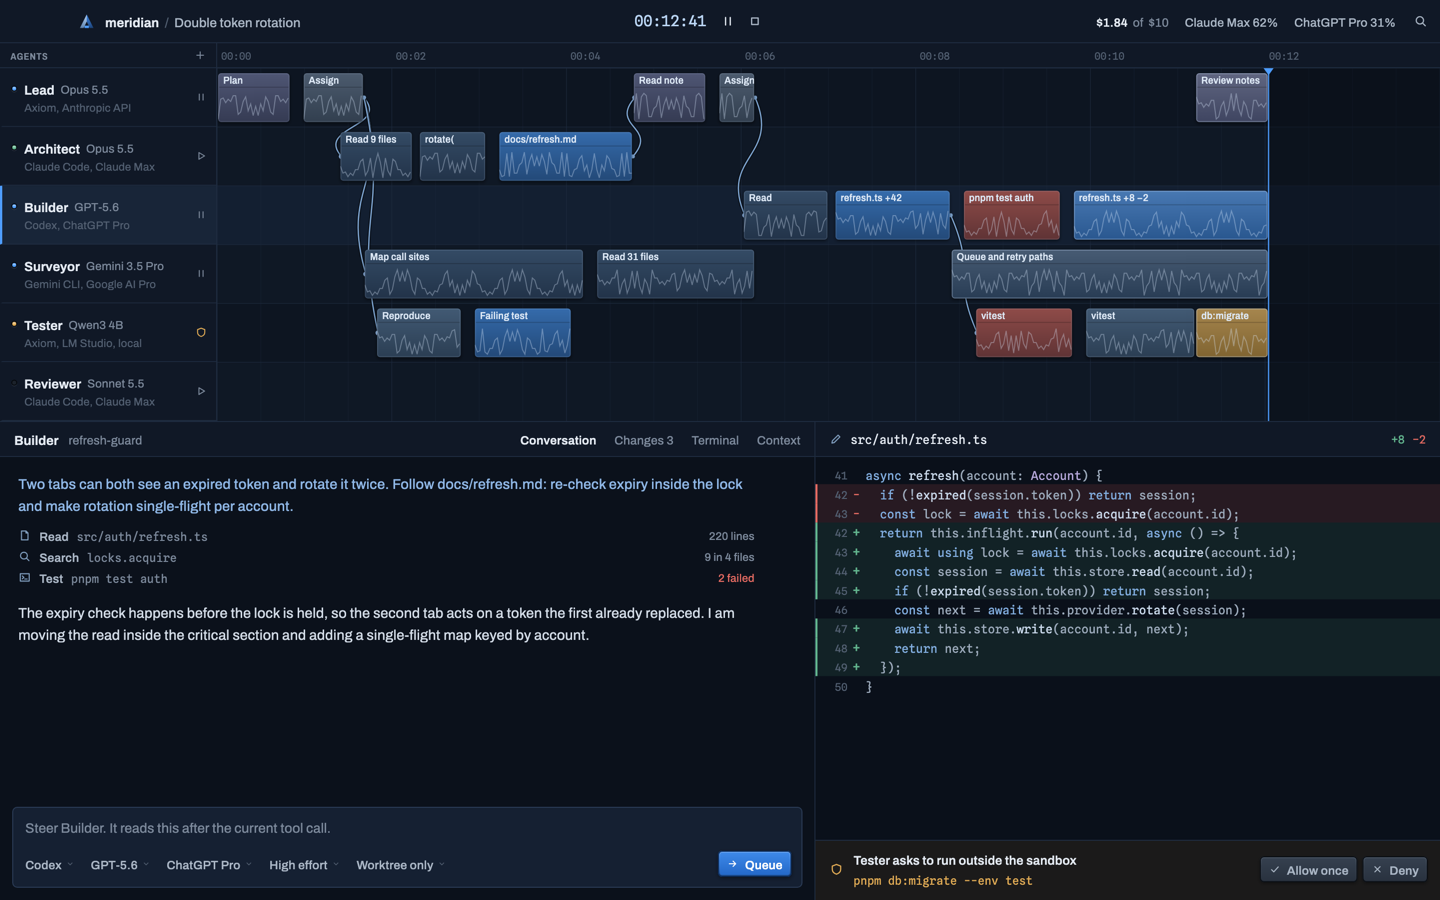 meridian / Double token rotation
00:12:41
$1.84 of $10 Claude Max 62% ChatGPT Pro 31%
AGENTS
00:00 00:02 00:04 00:06 00:08 00:10 00:12
Lead Opus 5.5
Axiom, Anthropic API
Plan Assign Read note Assign Review notes
Architect Opus 5.5
Claude Code, Claude Max
Read 9 files rotate( docs/refresh.md
Builder GPT-5.6
Codex, ChatGPT Pro
Read refresh.ts +42 pnpm test auth refresh.ts +8 −2
Surveyor Gemini 3.5 Pro
Gemini CLI, Google AI Pro
Map call sites Read 31 files Queue and retry paths
Tester Qwen3 4B
Axiom, LM Studio, local
Reproduce Failing test vitest vitest db:migrate
Reviewer Sonnet 5.5
Claude Code, Claude Max
Builder refresh-guard
Conversation Changes 3 Terminal Context
Two tabs can both see an expired token and rotate it twice. Follow docs/refresh.md: re-check expiry inside the lock
and make rotation single-flight per account.
Read src/auth/refresh.ts 220 lines
Search locks.acquire 9 in 4 files
Test pnpm test auth 2 failed
The expiry check happens before the lock is held, so the second tab acts on a token the first already replaced. I am
moving the read inside the critical section and adding a single-flight map keyed by account.
Steer Builder. It reads this after the current tool call.
Codex GPT-5.6 ChatGPT Pro High effort Worktree only
Queue
src/auth/refresh.ts +8 −2
41 async refresh(account: Account) {
42 - if (!expired(session.token)) return session;
43 - const lock = await this.locks.acquire(account.id);
42 + return this.inflight.run(account.id, async () => {
43 + await using lock = await this.locks.acquire(account.id);
44 + const session = await this.store.read(account.id);
45 + if (!expired(session.token)) return session;
46 const next = await this.provider.rotate(session);
47 + await this.store.write(account.id, next);
48 + return next;
49 + });
50 }
Tester asks to run outside the sandbox
pnpm db:migrate --env test
Allow once Deny